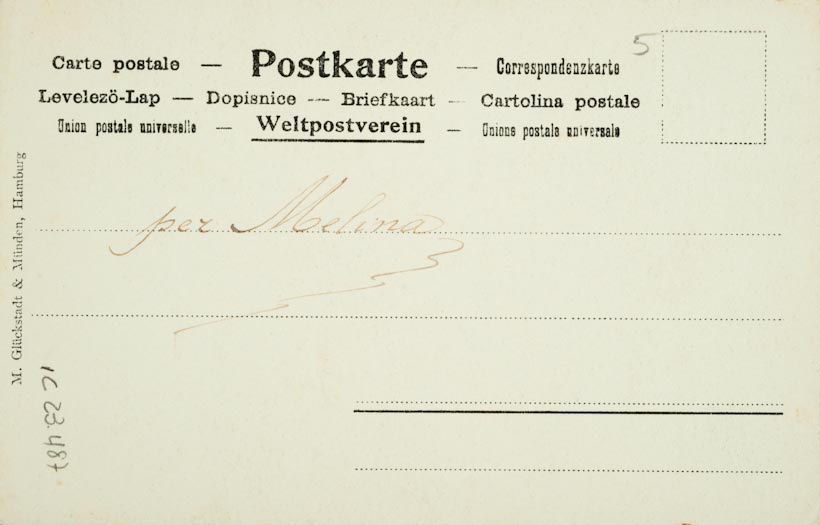 5
Carte postale — Postkarte — Correspondenzkarte
Levelezö-Lap — Dopisnice — Briefkaart — Cartolina postale
Union postale universelle — Weltpostverein — Unione postale universale
per Melina
M. Glückstadt & Münden, Hamburg
IC 23.487